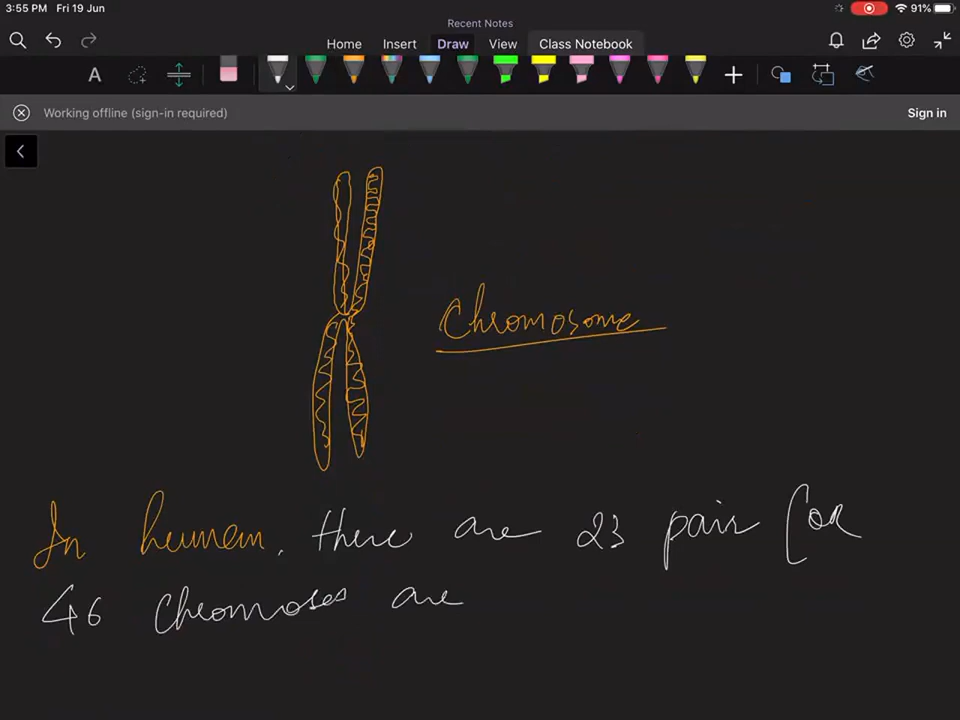 3:55 PM Fri 19 Jun
91%
Recent Notes
Home Insert Draw View Class Notebook
A
Working offline (sign-in required) Sign in
Chromosome
In human, there are 23 pair (or
46 chromoses are